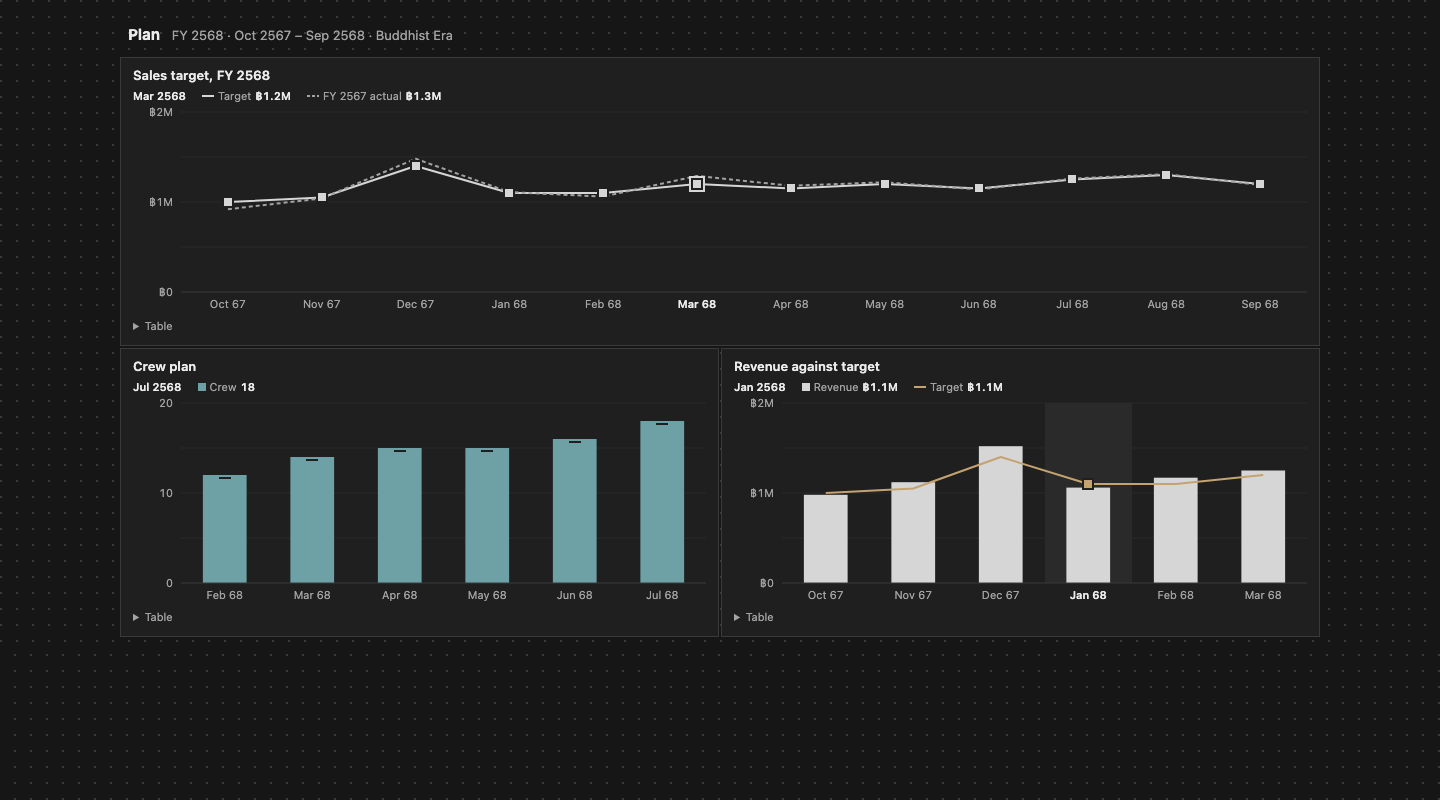 Plan FY 2568 · Oct 2567 – Sep 2568 · Buddhist Era
Sales target, FY 2568
Mar 2568 Target ฿1.2M FY 2567 actual ฿1.3M
฿2M
฿1M
฿0
Oct 67 Nov 67 Dec 67 Jan 68 Feb 68 Mar 68 Apr 68 May 68 Jun 68 Jul 68 Aug 68 Sep 68
Table
Crew plan
Jul 2568 Crew 18
20
10
0
Feb 68 Mar 68 Apr 68 May 68 Jun 68 Jul 68
Table
Revenue against target
Jan 2568 Revenue ฿1.1M Target ฿1.1M
฿2M
฿1M
฿0
Oct 67 Nov 67 Dec 67 Jan 68 Feb 68 Mar 68
Table